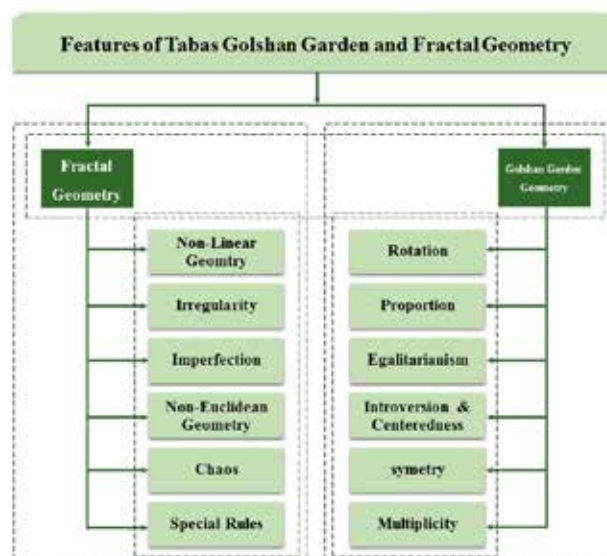 Features of Tabas Golshan Garden and Fractal Geometry
Fractal
Geometry
Golshan Garden
Geometry
Non-Linear
Geomtry
Irregularity
Imperfection
Non-Euclidean
Geometry
Chaos
Special Rules
Rotation
Proportion
Egalitarianism
Introversion &
Centeredness
symetry
Multiplicity